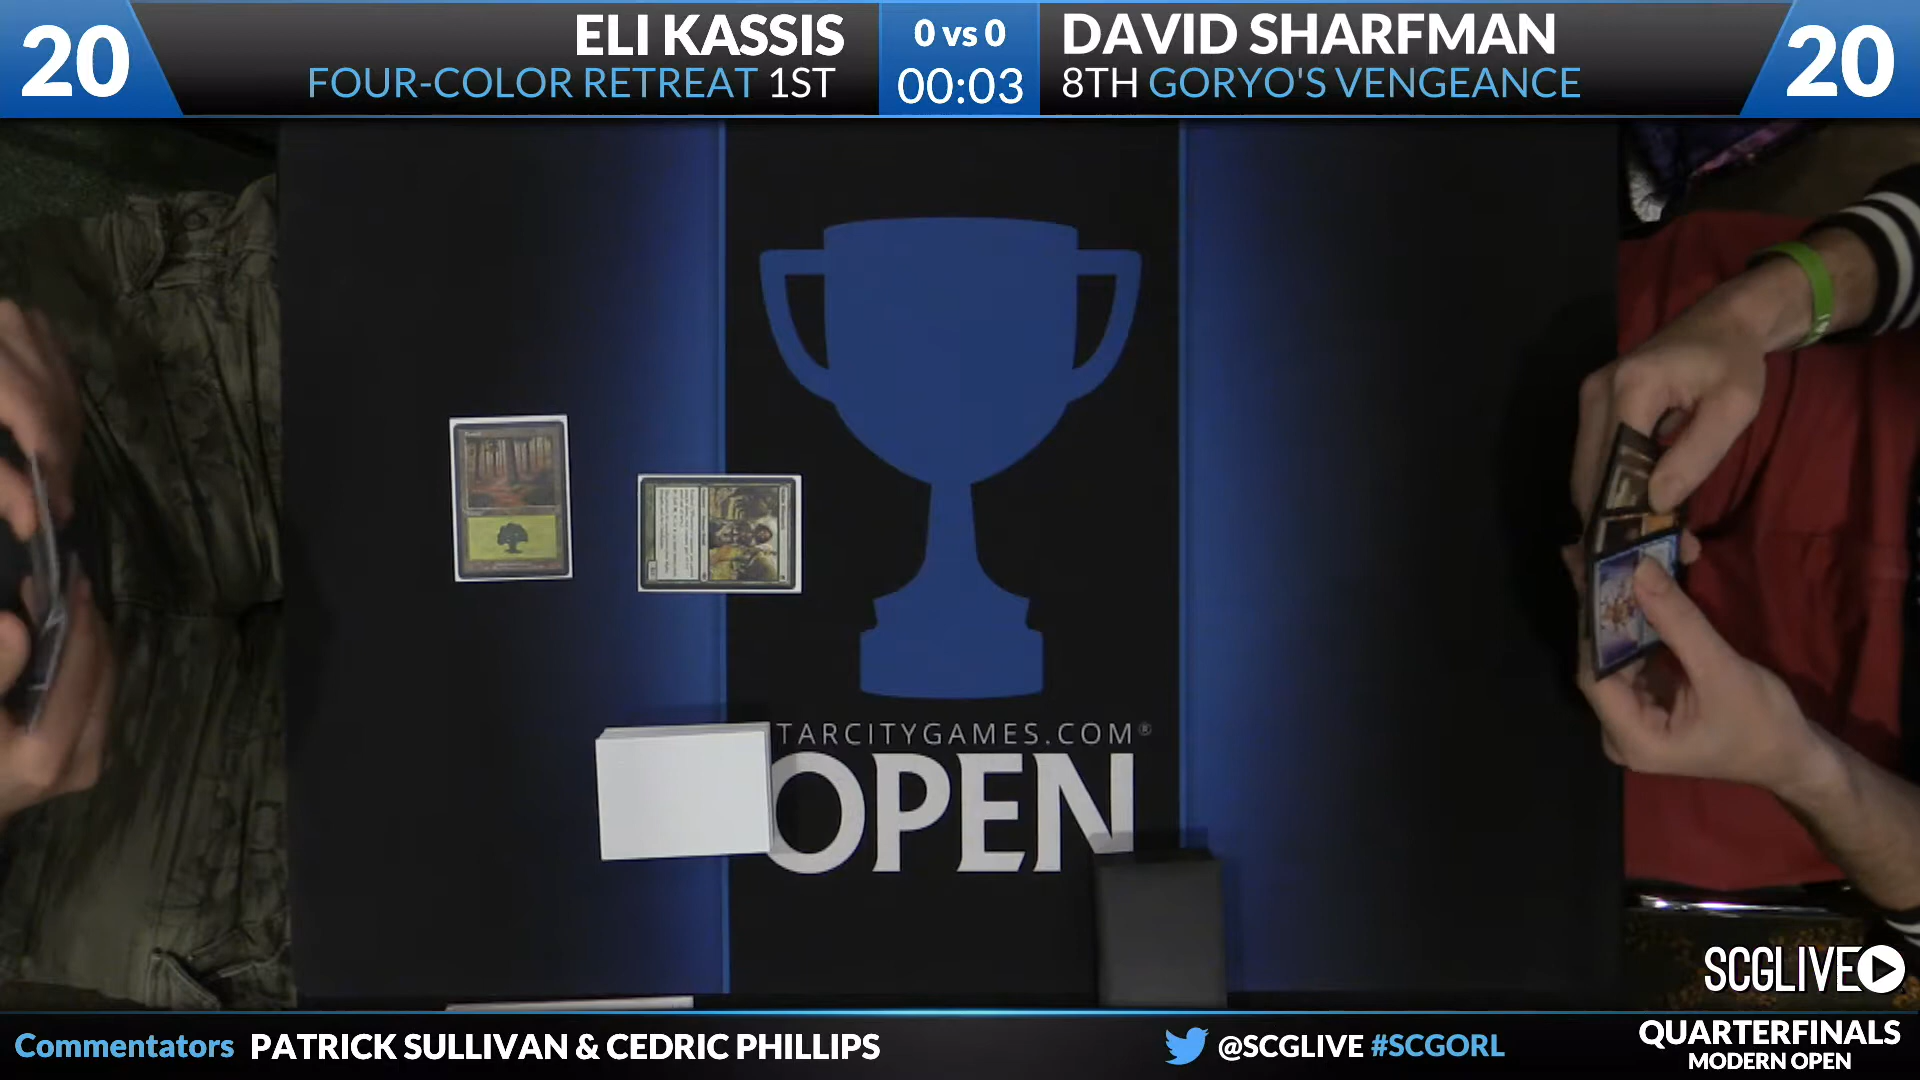 20
ELI KASSIS
FOUR-COLOR RETREAT 1ST
0 vs 0
00:03
DAVID SHARFMAN
8TH GORYO'S VENGEANCE
20
TARCITYGAMES.COM®
OPEN
SCGLIVE
Commentators PATRICK SULLIVAN & CEDRIC PHILLIPS
@SCGLIVE #SCGORL
QUARTERFINALS
MODERN OPEN